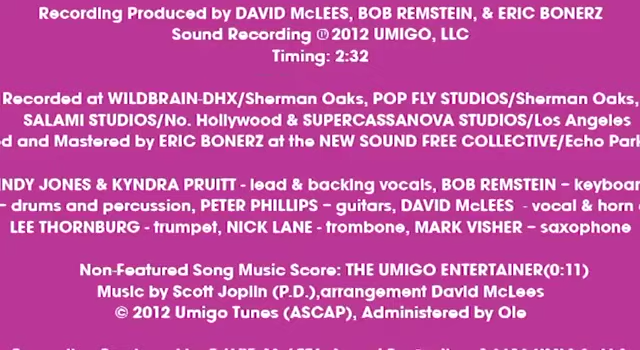 Recording Produced by DAVID McLEES, BOB REMSTEIN, & ERIC BONERZ
Sound Recording ℗ 2012 UMIGO, LLC
Timing: 2:32
Recorded at WILDBRAIN-DHX/Sherman Oaks, POP FLY STUDIOS/Sherman Oaks,
SALAMI STUDIOS/No. Hollywood & SUPERCASSANOVA STUDIOS/Los Angeles
ed and Mastered by ERIC BONERZ at the NEW SOUND FREE COLLECTIVE/Echo Park
NDY JONES & KYNDRA PRUITT - lead & backing vocals, BOB REMSTEIN – keyboar
– drums and percussion, PETER PHILLIPS – guitars, DAVID McLEES - vocal & horn
LEE THORNBURG - trumpet, NICK LANE - trombone, MARK VISHER – saxophone
Non-Featured Song Music Score: THE UMIGO ENTERTAINER(0:11)
Music by Scott Joplin (P.D.),arrangement David McLees
© 2012 Umigo Tunes (ASCAP), Administered by Ole